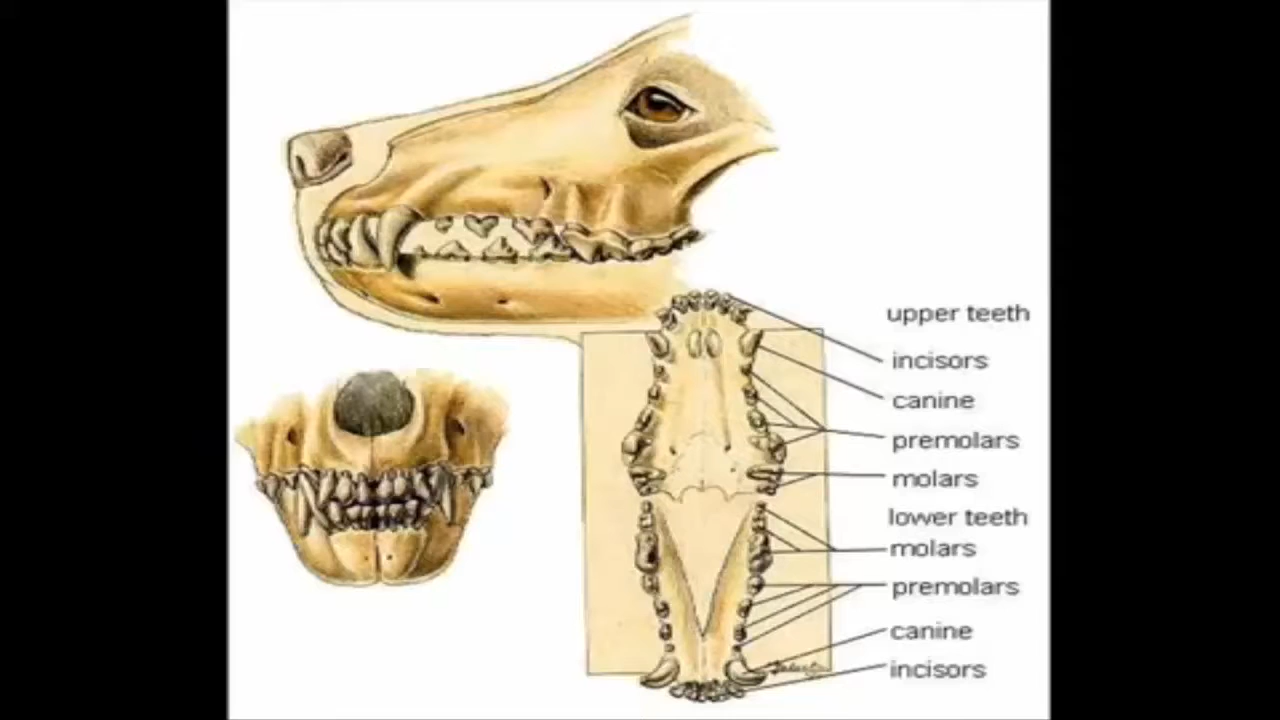 upper teeth
incisors
canine
premolars
molars
lower teeth
molars
premolars
canine
incisors